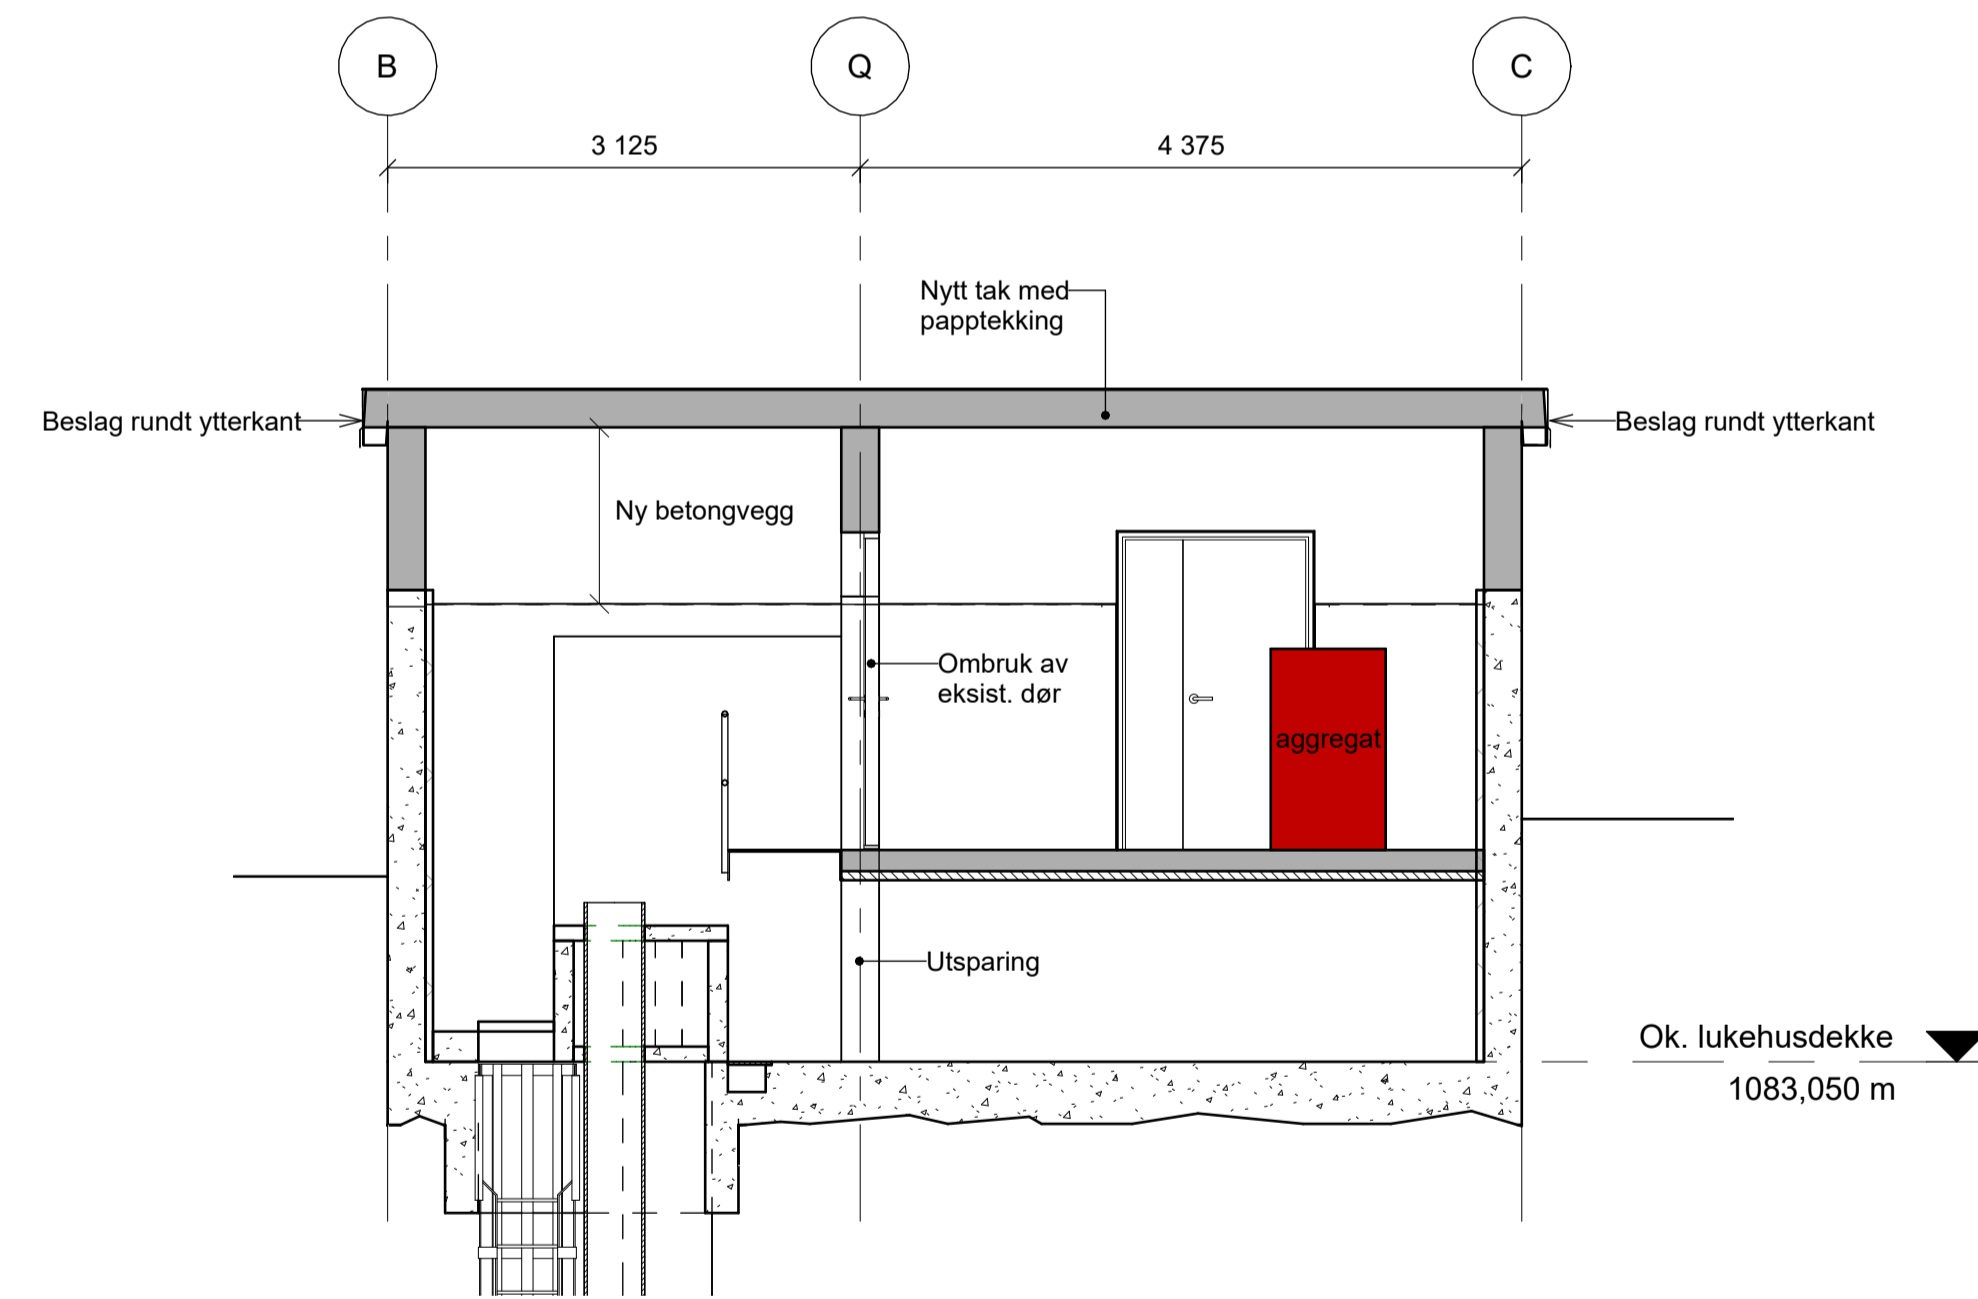 B
Q
C
3 125
4 375
Nytt tak med
papptekking
Beslag rundt ytterkant
Beslag rundt ytterkant
Ny betongvegg
Ombruk av
eksist. dør
aggregat
Utsparing
Ok. lukehusdekke
1083,050 m